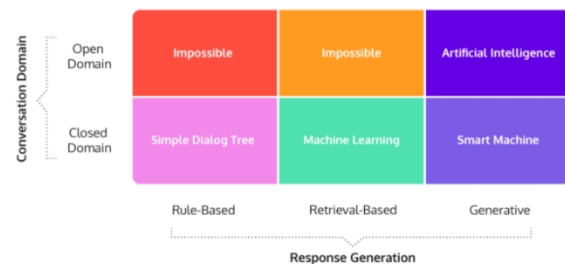 Conversation Domain
Open
Domain
Impossible
Impossible
Artificial Intelligence
Closed
Domain
Simple Dialog Tree
Machine Learning
Smart Machine
Rule-Based
Retrieval-Based
Generative
Response Generation